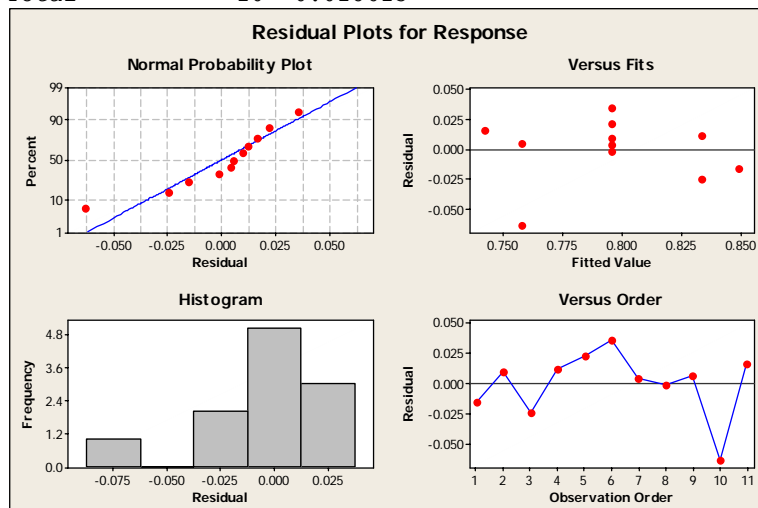 Residual Plots for Response
Normal Probability Plot
99
90
50
10
1
Percent
-0.050 -0.025 0.000 0.025 0.050
Residual
Versus Fits
0.050
0.025
0.000
-0.025
-0.050
Residual
0.750 0.775 0.800 0.825 0.850
Fitted Value
Histogram
4.8
3.6
2.4
1.2
0.0
Frequency
-0.075 -0.050 -0.025 0.000 0.025
Residual
Versus Order
0.050
0.025
0.000
-0.025
-0.050
Residual
1 2 3 4 5 6 7 8 9 10 11
Observation Order